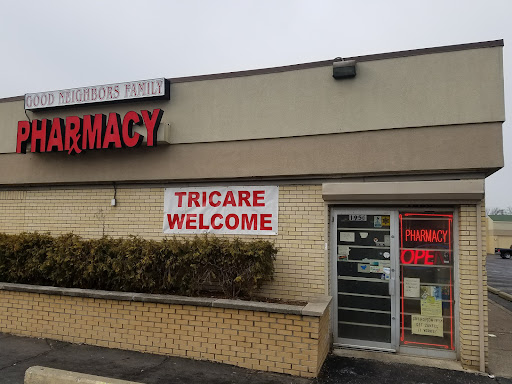 GOOD NEIGHBORS FAMILY
PHARMACY
TRICARE
WELCOME
PHARMACY
OPEN